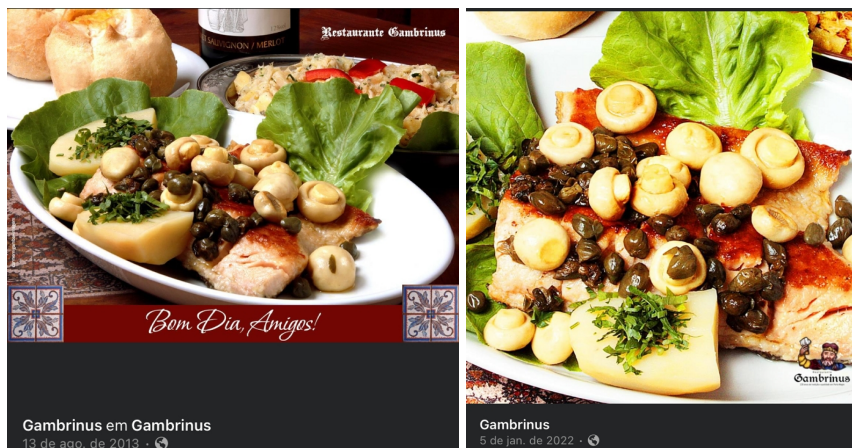 SAUVIGNON / MERLOT
Restaurante Gambrinus
Bom Dia, Amigos!
Gambrinus em Gambrinus
13 de ago. de 2013 ·
Gambrinus
Gambrinus
5 de jan. de 2022 ·